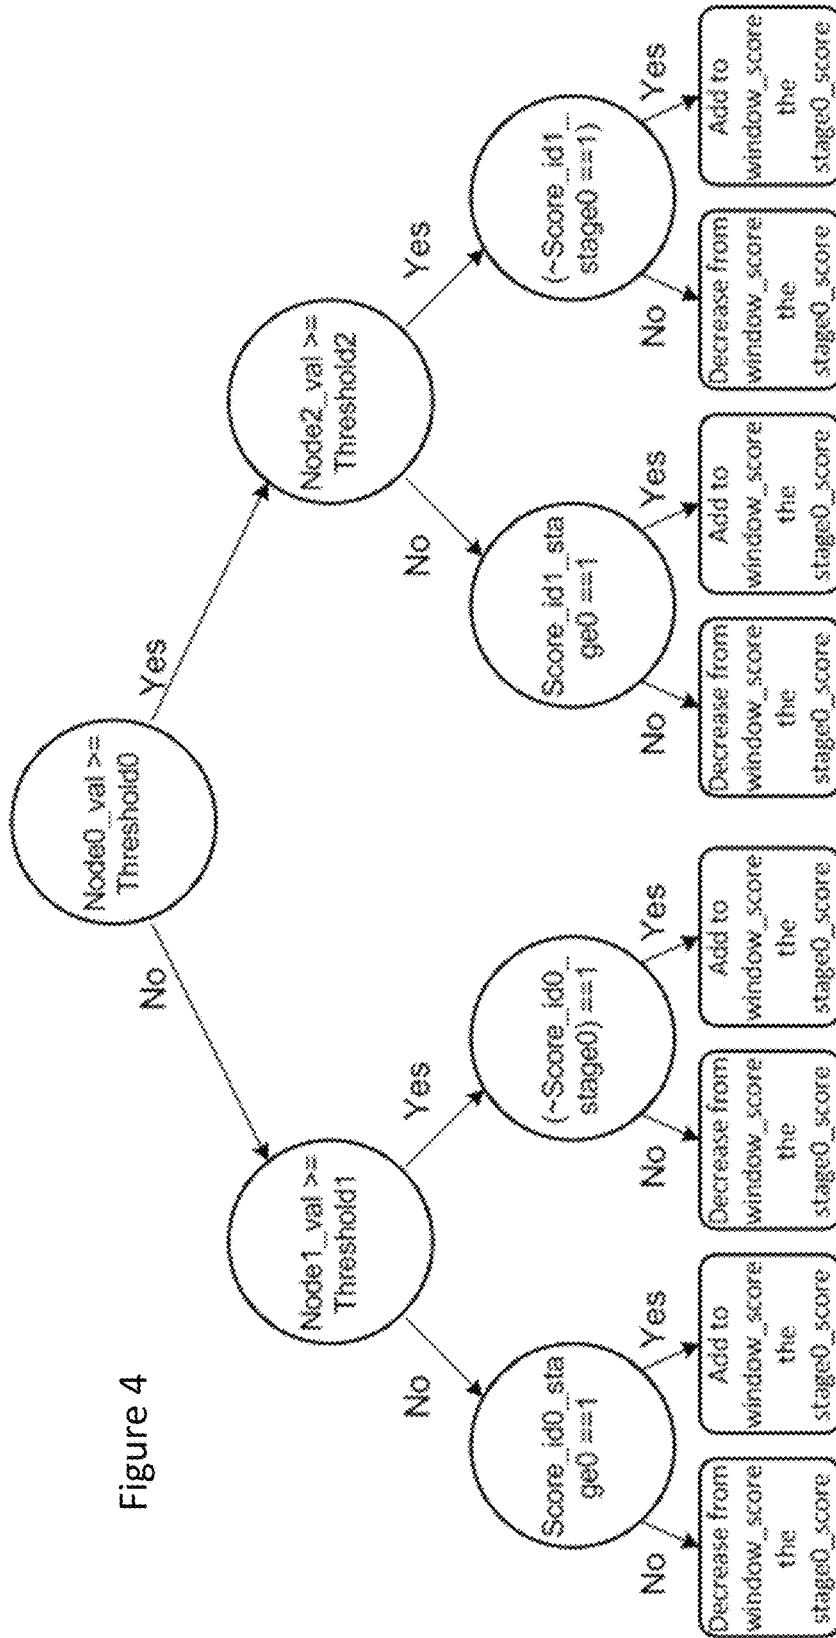 Figure 4
Node0_val >=
Threshold0
No
Yes
Node1_val >=
Threshold1
Node2_val >=
Threshold2
No
Yes
No
Yes
Score_id0_sta
ge0 ==1
(~Score_id0_
stage0) ==1
Score_id1_sta
ge0 ==1
(~Score_id1_
stage0 ==1)
No
Yes
No
Yes
No
Yes
No
Yes
Decrease from
window_score
the
stage0_score
Add to
window_score
the
stage0_score
Decrease from
window_score
the
stage0_score
Add to
window_score
the
stage0_score
Decrease from
window_score
the
stage0_score
Add to
window_score
the
stage0_score
Decrease from
window_score
the
stage0_score
Add to
window_score
the
stage0_score